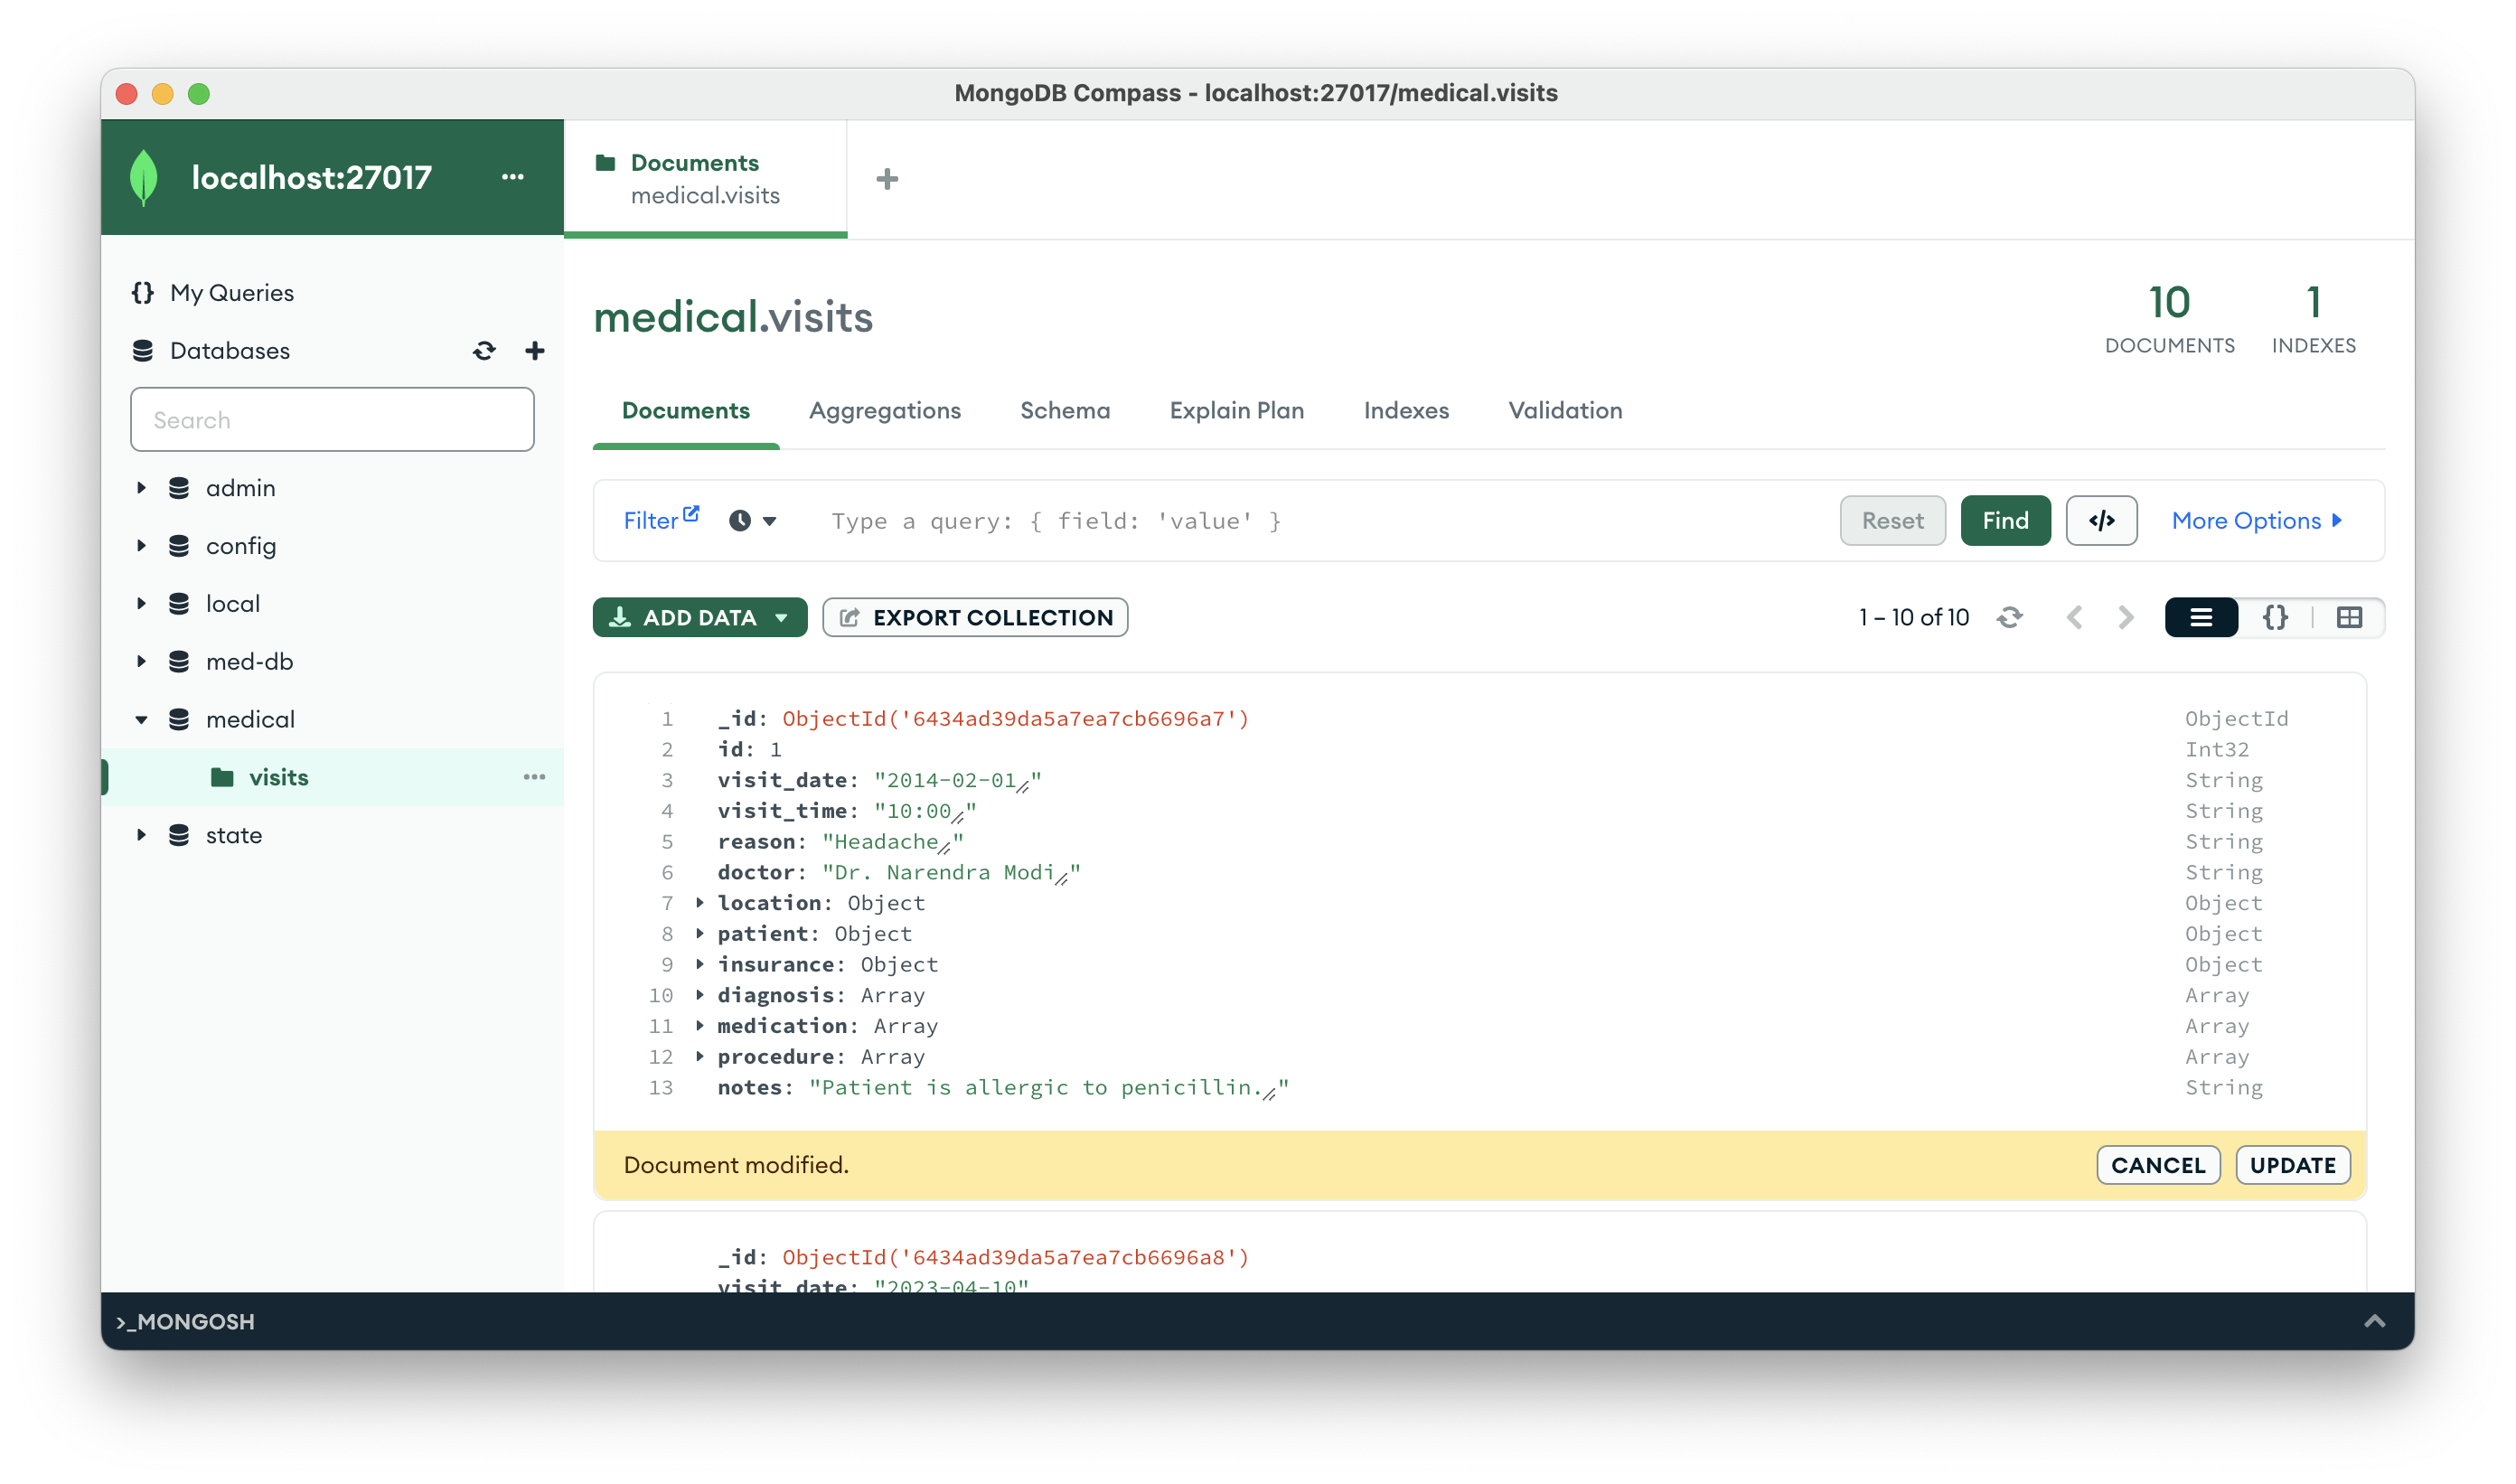 MongoDB Compass - localhost:27017/medical.visits
localhost:27017
Documents
medical.visits
My Queries
Databases
Search
admin
config
local
med-db
medical
visits
state
medical.visits
10
DOCUMENTS
1
INDEXES
Documents Aggregations Schema Explain Plan Indexes Validation
Filter Type a query: { field: 'value' } Reset Find </> More Options
ADD DATA EXPORT COLLECTION 1 – 10 of 10 {}
1 _id: ObjectId('6434ad39da5a7ea7cb6696a7') ObjectId
2 id: 1 Int32
3 visit_date: "2014-02-01" String
4 visit_time: "10:00" String
5 reason: "Headache" String
6 doctor: "Dr. Narendra Modi" String
7 location: Object Object
8 patient: Object Object
9 insurance: Object Object
10 diagnosis: Array Array
11 medication: Array Array
12 procedure: Array Array
13 notes: "Patient is allergic to penicillin." String
Document modified. CANCEL UPDATE
_id: ObjectId('6434ad39da5a7ea7cb6696a8')
visit_date: "2023-04-10"
>_MONGOSH